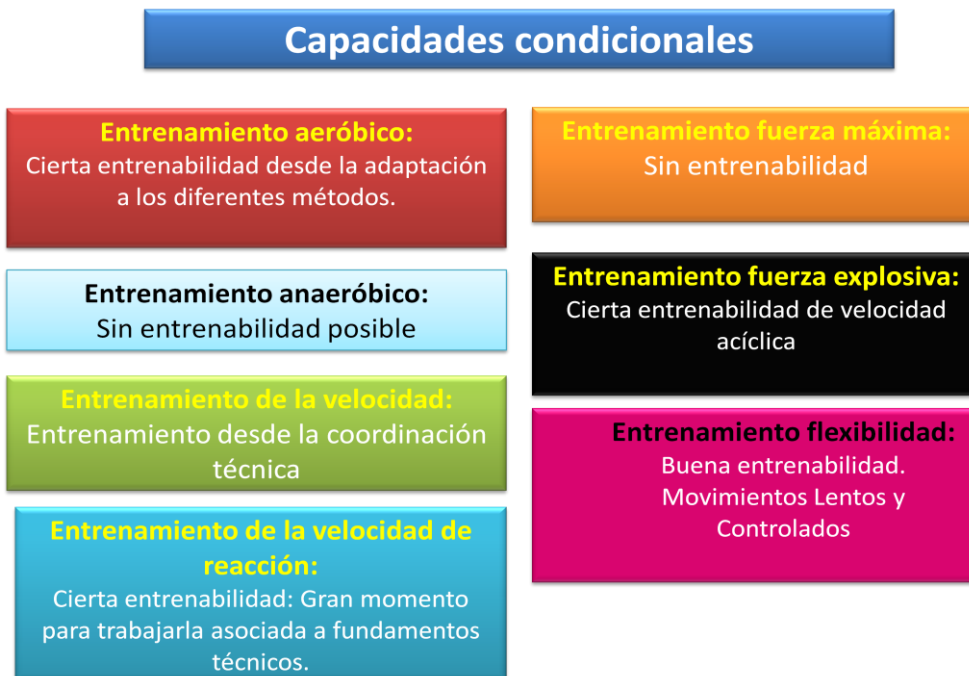 Capacidades condicionales
Entrenamiento aeróbico:
Cierta entrenabilidad desde la adaptación
a los diferentes métodos.
Entrenamiento anaeróbico:
Sin entrenabilidad posible
Entrenamiento de la velocidad:
Entrenamiento desde la coordinación
técnica
Entrenamiento de la velocidad de
reacción:
Cierta entrenabilidad: Gran momento
para trabajarla asociada a fundamentos
técnicos.
Entrenamiento fuerza máxima:
Sin entrenabilidad
Entrenamiento fuerza explosiva:
Cierta entrenabilidad de velocidad
acíclica
Entrenamiento flexibilidad:
Buena entrenabilidad.
Movimientos Lentos y
Controlados